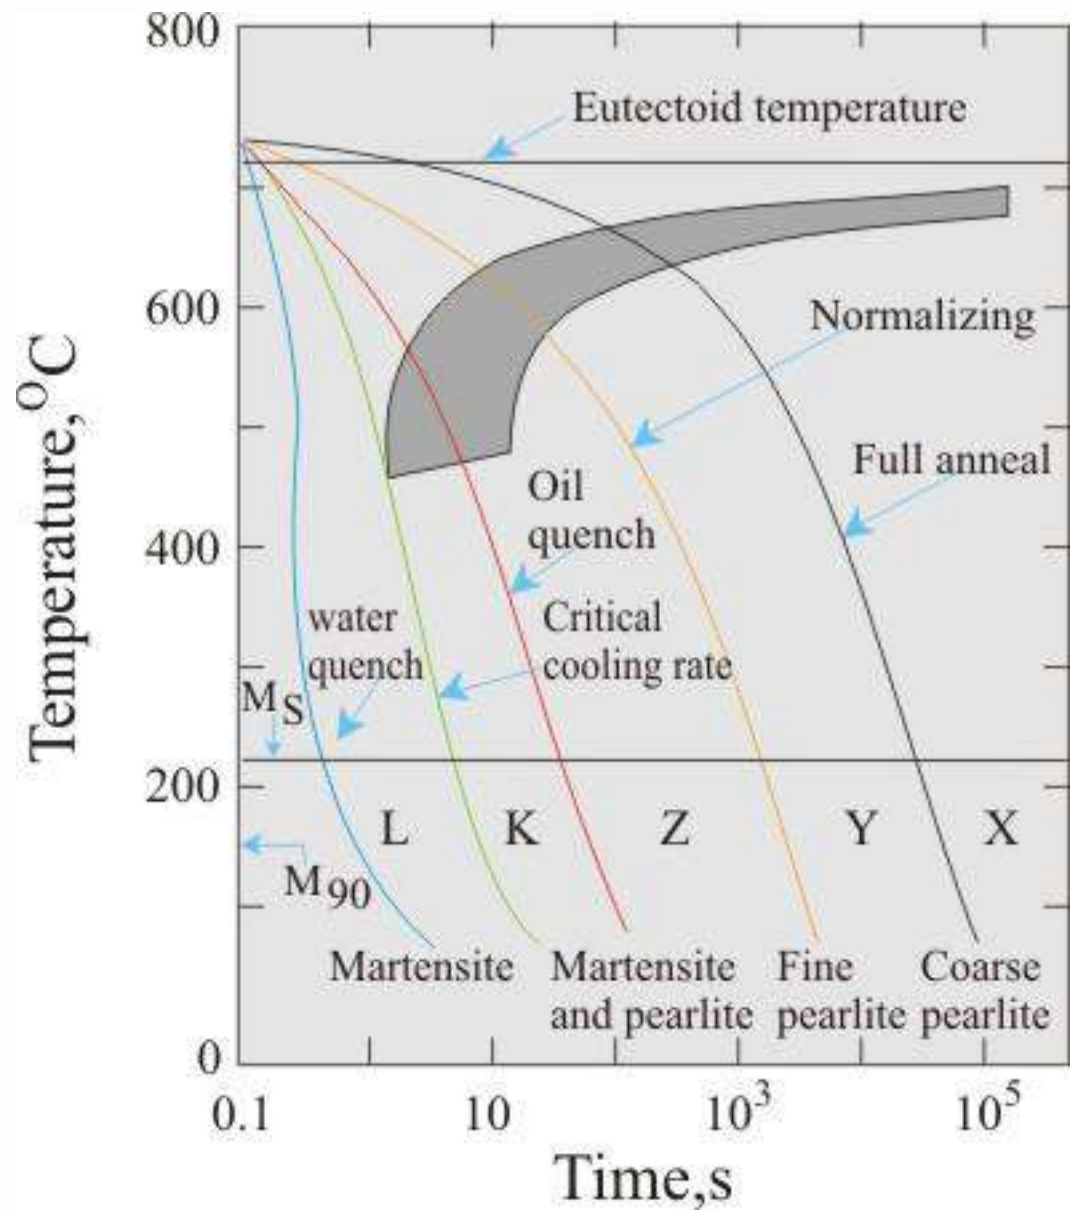 800
Eutectoid temperature
600
Normalizing
Temperature,°C
Full anneal
Oil
quench
400
water
quench
Critical
cooling rate
MS
200
L K Z Y X
M90
Martensite
Martensite
and pearlite
Fine
pearlite
Coarse
pearlite
0
0.1 10 10³ 10⁵
Time,s